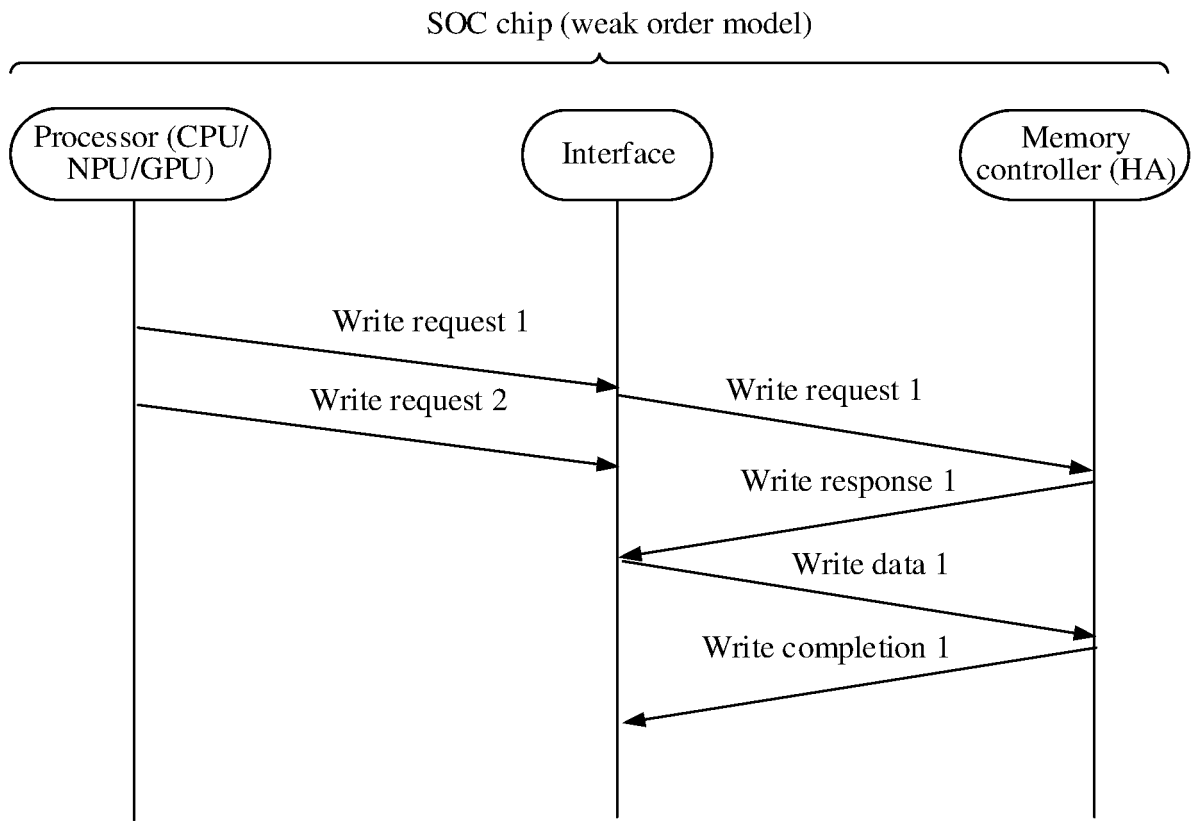 SOC chip (weak order model)
Processor (CPU/
NPU/GPU)
Interface
Memory
controller (HA)
Write request 1
Write request 2
Write request 1
Write response 1
Write data 1
Write completion 1